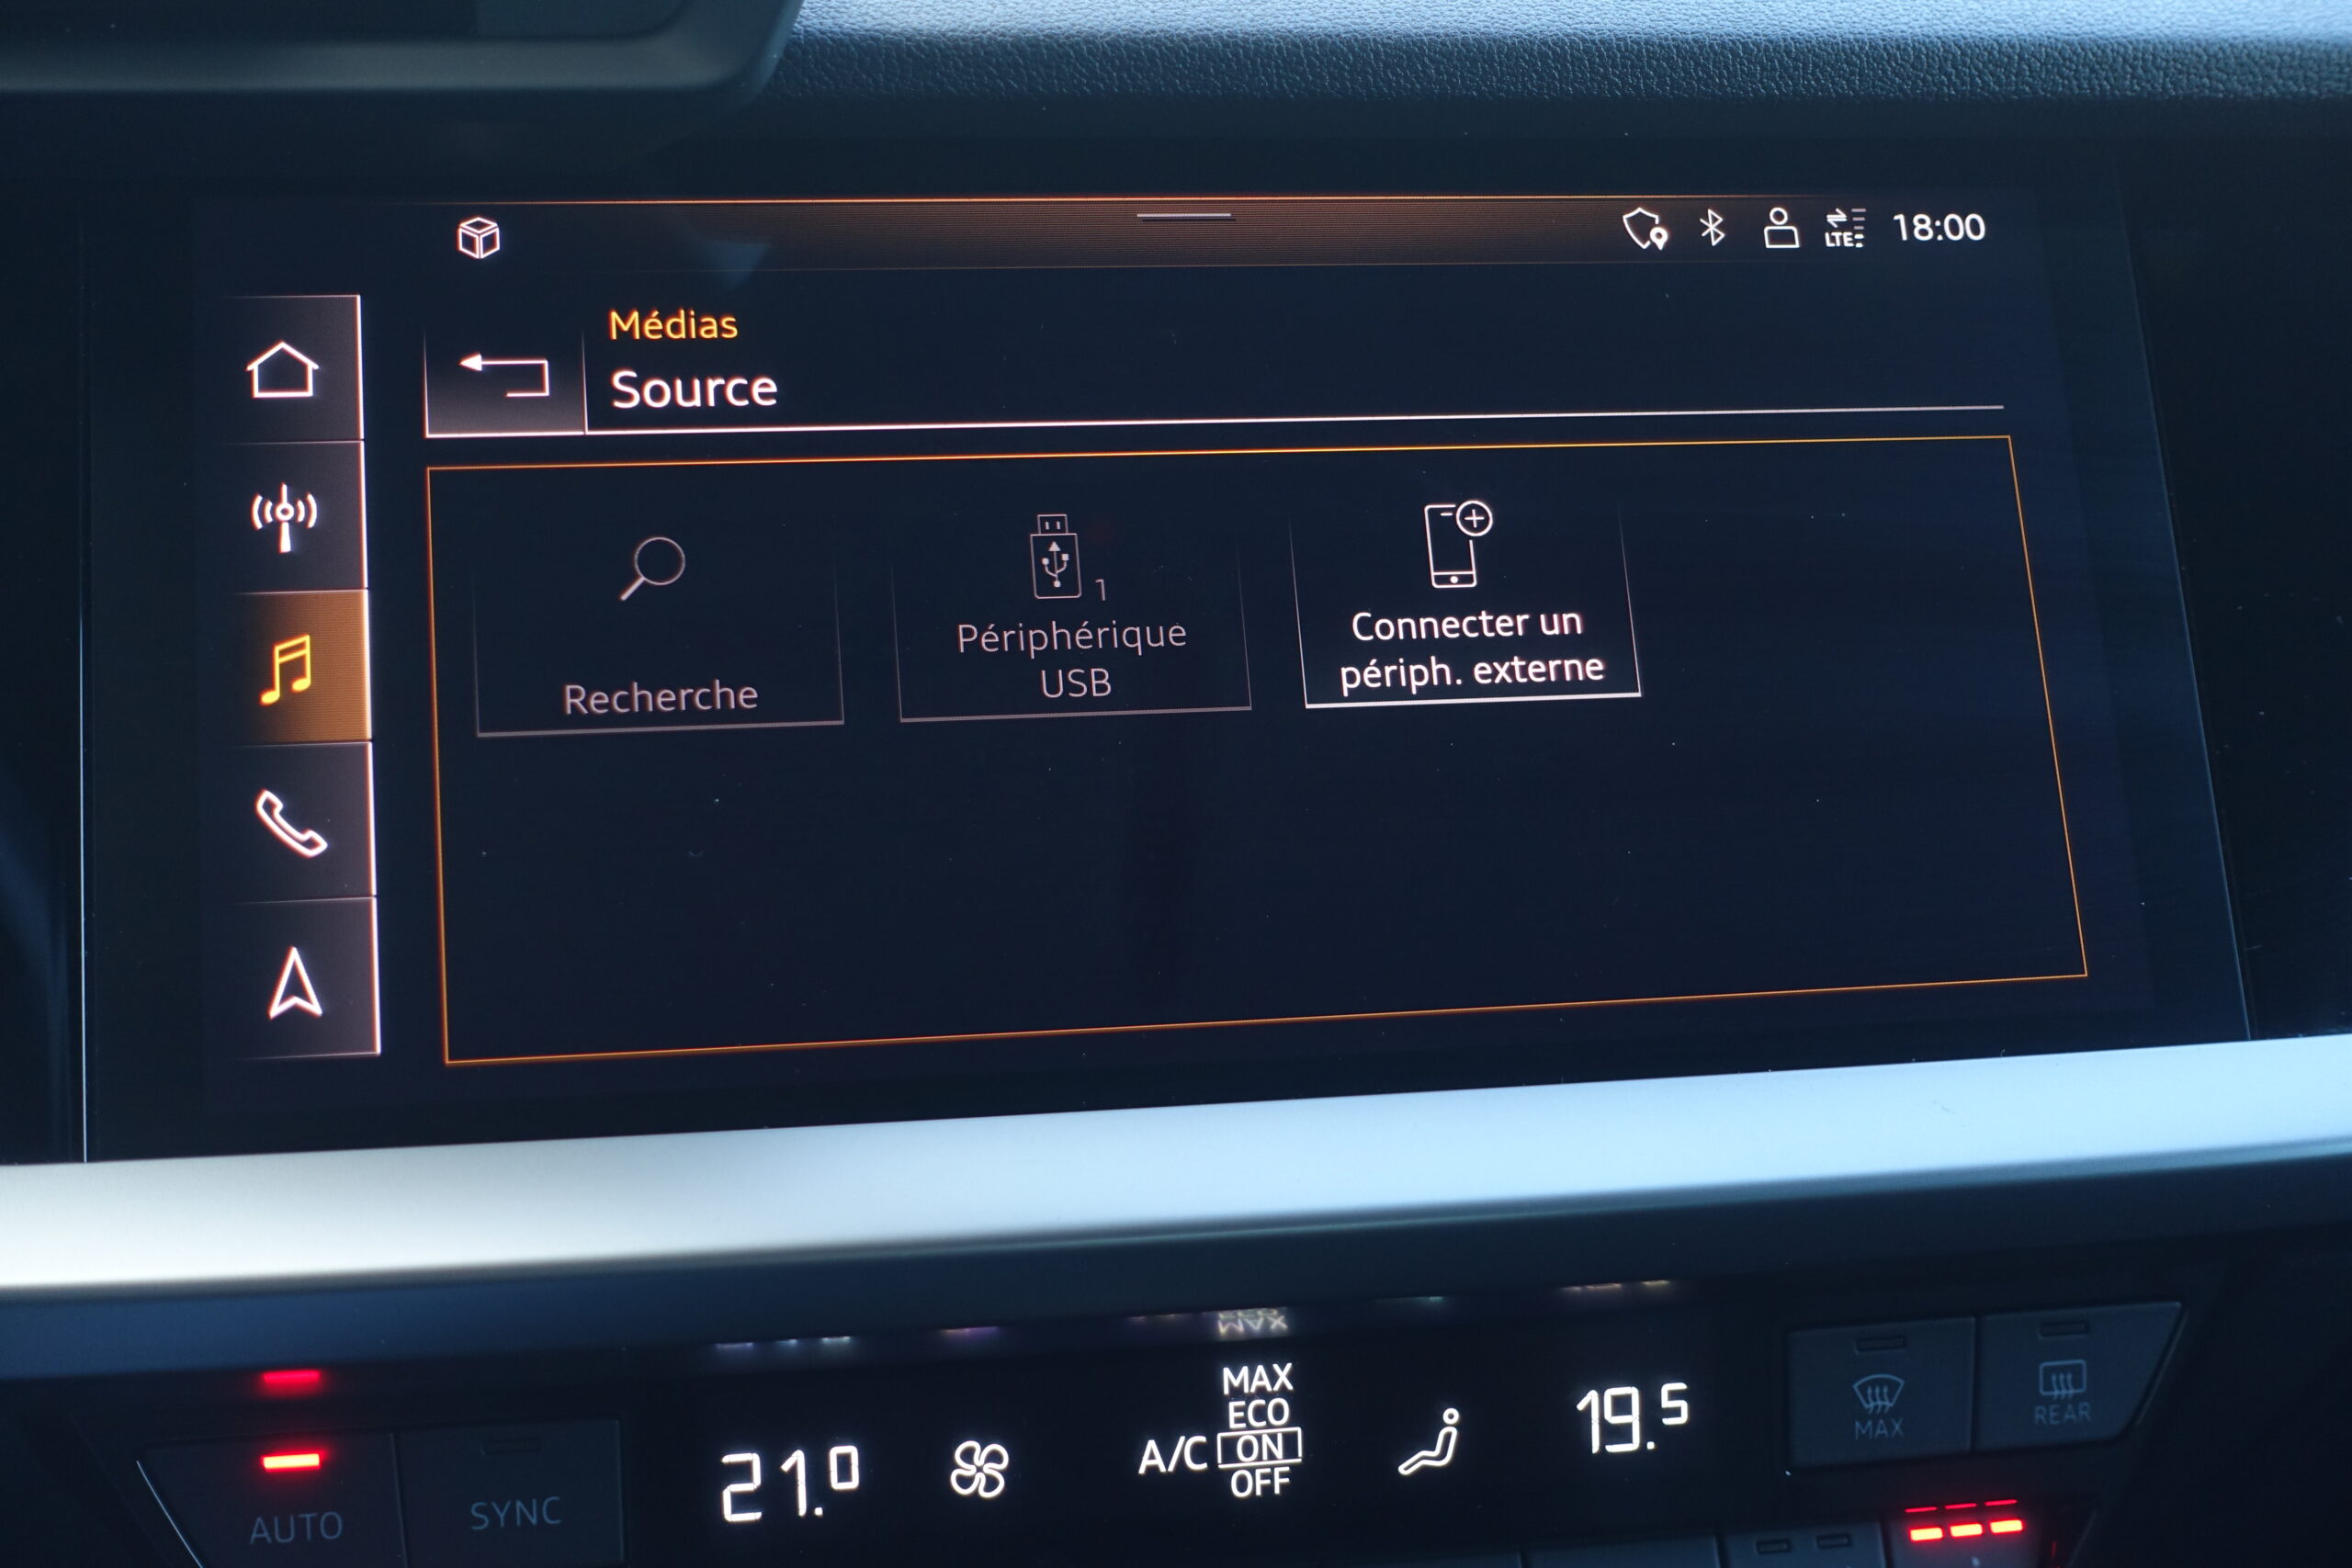 LTE 18:00
Médias
Source
Recherche
1
Périphérique
USB
Connecter un
périph. externe
AUTO
SYNC
21.0
MAX
ECO
A/C ON
OFF
19.5
MAX
REAR